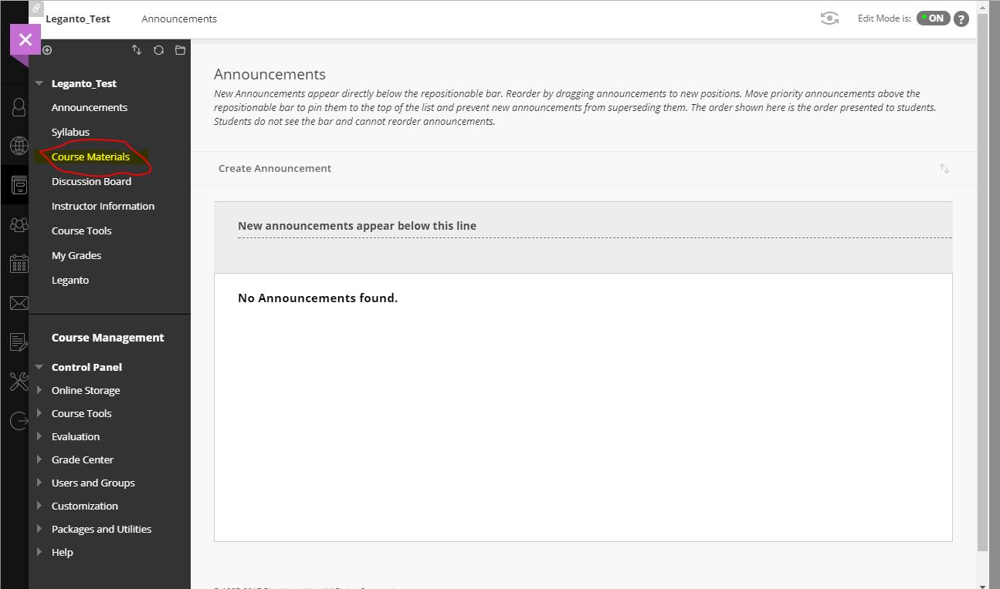 Leganto_Test
Announcements
Edit Mode is:
ON
?
Leganto_Test
Announcements
Syllabus
Course Materials
Discussion Board
Instructor Information
Course Tools
My Grades
Leganto
Course Management
Control Panel
Online Storage
Course Tools
Evaluation
Grade Center
Users and Groups
Customization
Packages and Utilities
Help
Announcements
New Announcements appear directly below the repositionable bar. Reorder by dragging announcements to new positions. Move priority announcements above the
repositionable bar to pin them to the top of the list and prevent new announcements from superseding them. The order shown here is the order presented to students.
Students do not see the bar and cannot reorder announcements.
Create Announcement
New announcements appear below this line
No Announcements found.